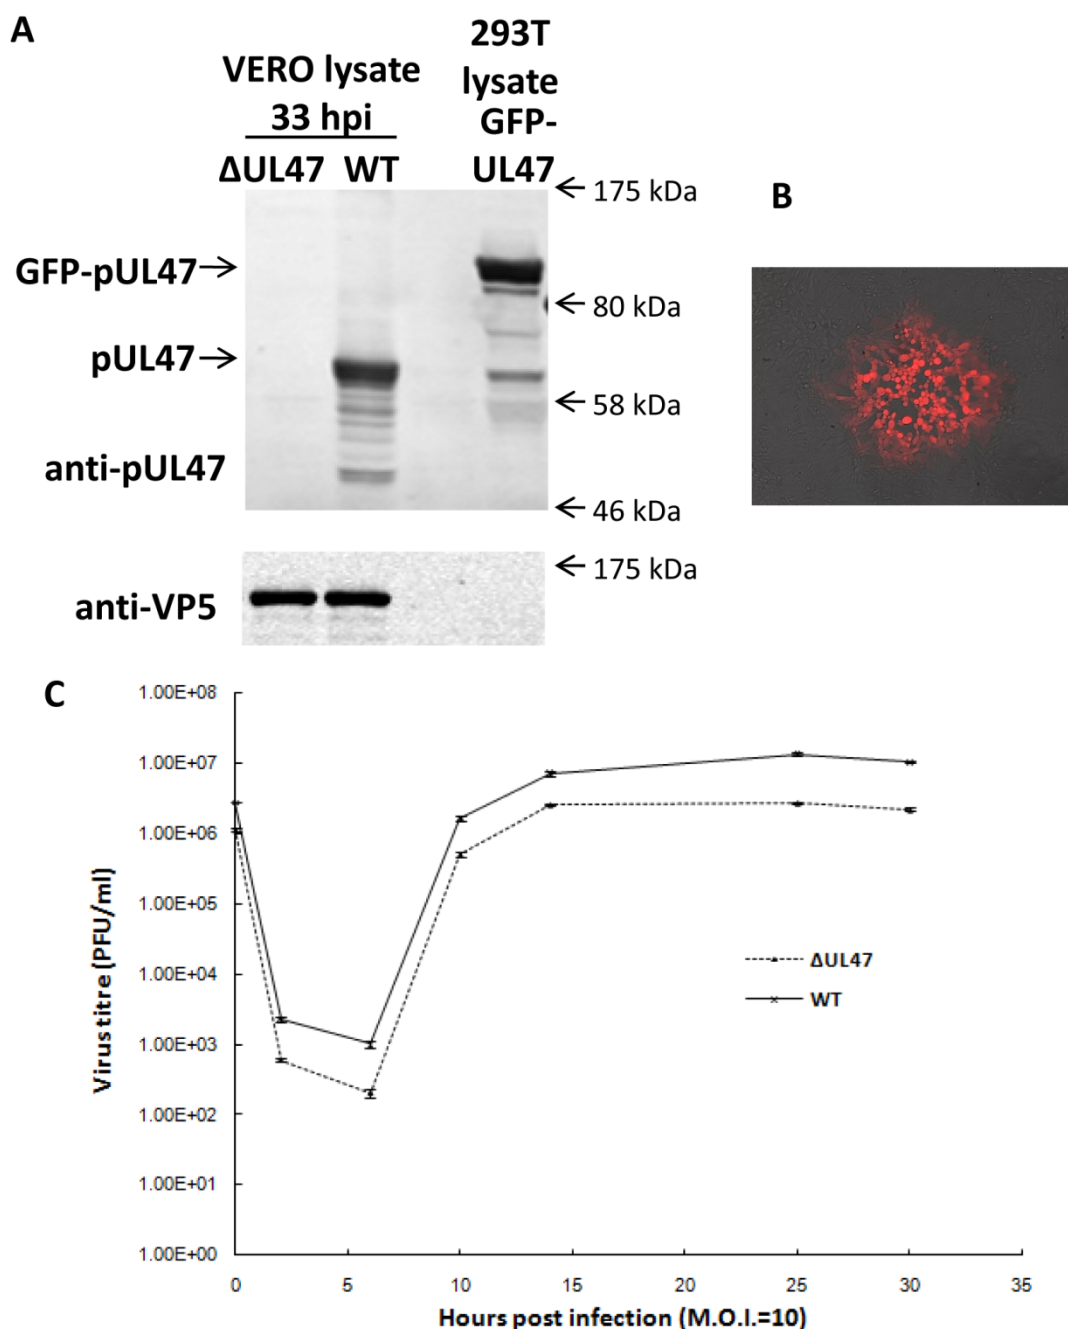 A
VERO lysate
33 hpi
ΔUL47 WT
293T
lysate
GFP-
UL47
175 kDa
GFP-pUL47
80 kDa
pUL47
58 kDa
anti-pUL47
46 kDa
175 kDa
anti-VP5
B
C
1.00E+08
1.00E+07
1.00E+06
1.00E+05
1.00E+04
1.00E+03
1.00E+02
1.00E+01
1.00E+00
Virus titre (PFU/ml)
ΔUL47
WT
0 5 10 15 20 25 30 35
Hours post infection (M.O.I.=10)